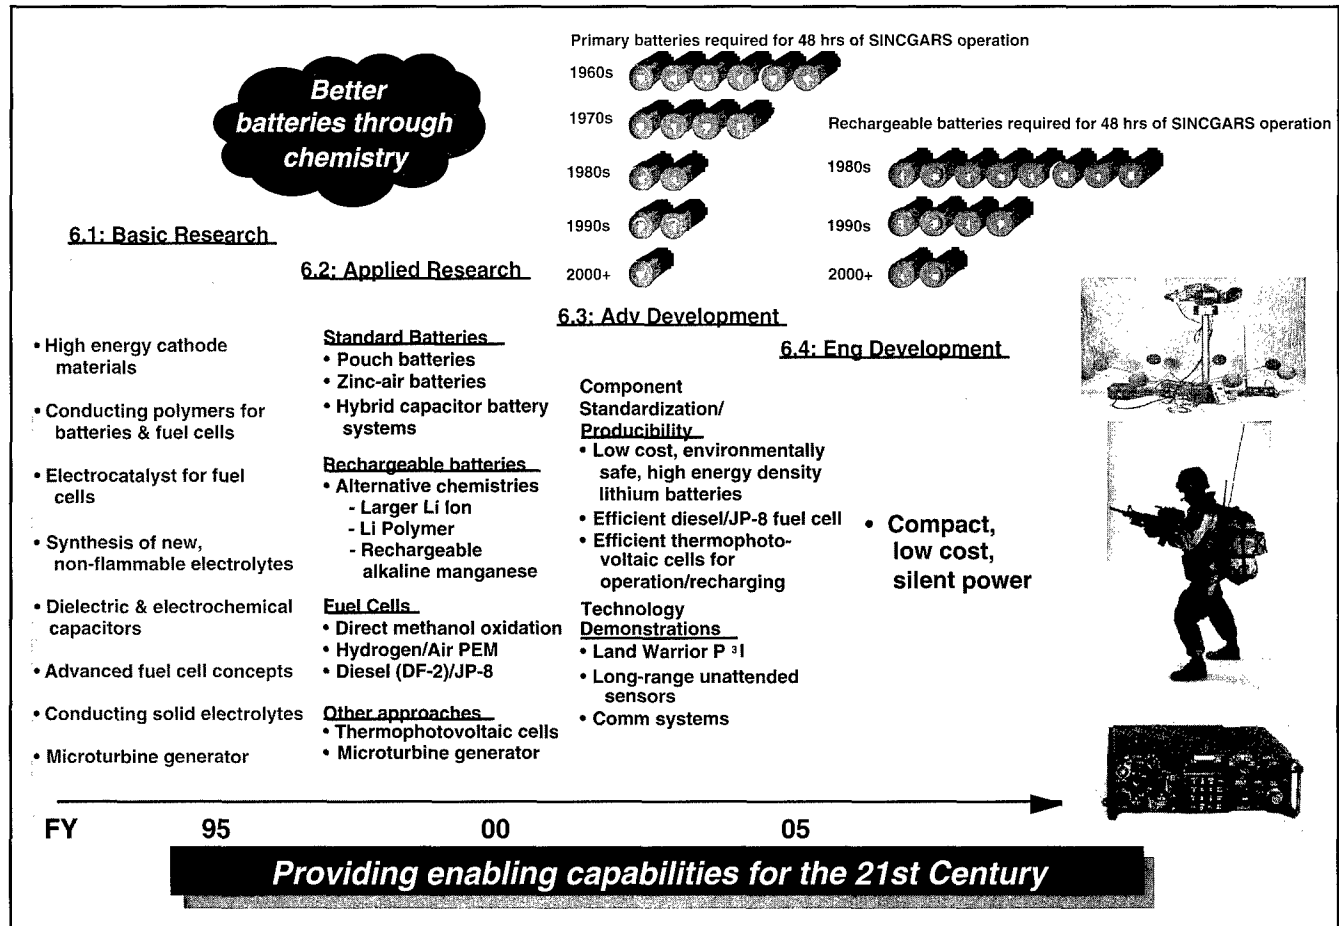 Better
batteries through
chemistry
Primary batteries required for 48 hrs of SINCGARS operation
1960s
1970s
1980s
1990s
2000+
Rechargeable batteries required for 48 hrs of SINCGARS operation
1980s
1990s
2000+
6.1: Basic Research
• High energy cathode
materials
• Conducting polymers for
batteries & fuel cells
• Electrocatalyst for fuel
cells
• Synthesis of new,
non-flammable electrolytes
• Dielectric & electrochemical
capacitors
• Advanced fuel cell concepts
• Conducting solid electrolytes
• Microturbine generator
6.2: Applied Research
Standard Batteries
• Pouch batteries
• Zinc-air batteries
• Hybrid capacitor battery
systems
Rechargeable batteries
• Alternative chemistries
- Larger Li Ion
- Li Polymer
- Rechargeable
alkaline manganese
Fuel Cells
• Direct methanol oxidation
• Hydrogen/Air PEM
• Diesel (DF-2)/JP-8
Other approaches
• Thermophotovoltaic cells
• Microturbine generator
6.3: Adv Development
Component
Standardization/
Producibility
• Low cost, environmentally
safe, high energy density
lithium batteries
• Efficient diesel/JP-8 fuel cell
• Efficient thermophoto-
voltaic cells for
operation/recharging
Technology
Demonstrations
• Land Warrior P ³I
• Long-range unattended
sensors
• Comm systems
6.4: Eng Development
• Compact,
low cost,
silent power
FY 95 00 05
Providing enabling capabilities for the 21st Century